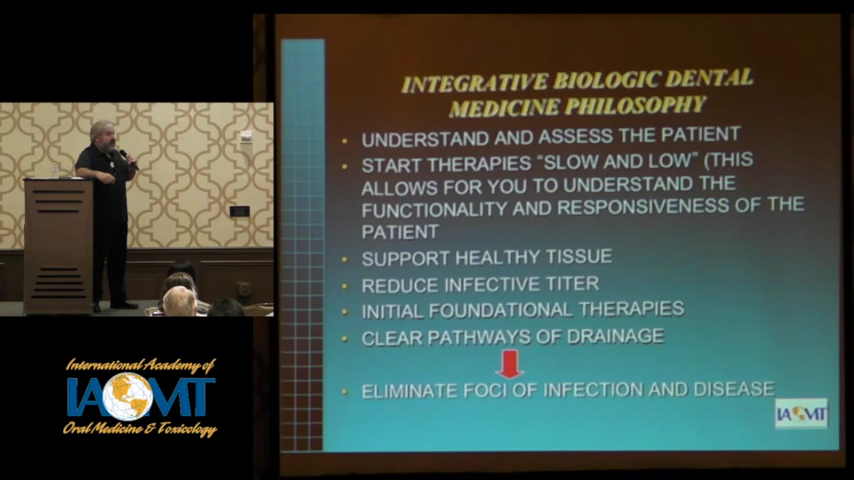 INTEGRATIVE BIOLOGIC DENTAL
MEDICINE PHILOSOPHY
• UNDERSTAND AND ASSESS THE PATIENT
• START THERAPIES "SLOW AND LOW" (THIS
ALLOWS FOR YOU TO UNDERSTAND THE
FUNCTIONALITY AND RESPONSIVENESS OF THE
PATIENT
• SUPPORT HEALTHY TISSUE
• REDUCE INFECTIVE TITER
• INITIAL FOUNDATIONAL THERAPIES
• CLEAR PATHWAYS OF DRAINAGE
• ELIMINATE FOCI OF INFECTION AND DISEASE
IAOMT
International Academy of
IAOMT
Oral Medicine & Toxicology